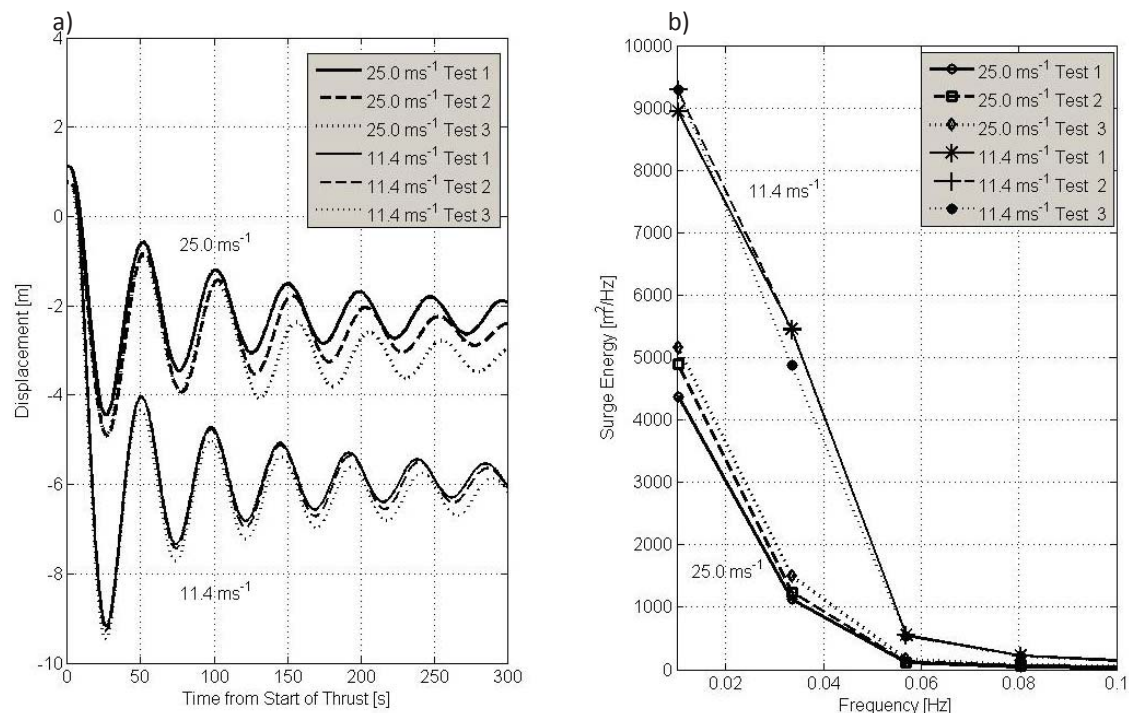 a)
4
2
0
-2
-4
-6
-8
-10
Displacement [m]
25.0 ms-1 Test 1
25.0 ms-1 Test 2
25.0 ms-1 Test 3
11.4 ms-1 Test 1
11.4 ms-1 Test 2
11.4 ms-1 Test 3
25.0 ms-1
11.4 ms-1
0 50 100 150 200 250 300
Time from Start of Thrust [s]
b)
10000
9000
8000
7000
6000
5000
4000
3000
2000
1000
0
Surge Energy [m2/Hz]
25.0 ms-1 Test 1
25.0 ms-1 Test 2
25.0 ms-1 Test 3
11.4 ms-1 Test 1
11.4 ms-1 Test 2
11.4 ms-1 Test 3
11.4 ms-1
25.0 ms-1
0.02 0.04 0.06 0.08 0.1
Frequency [Hz]